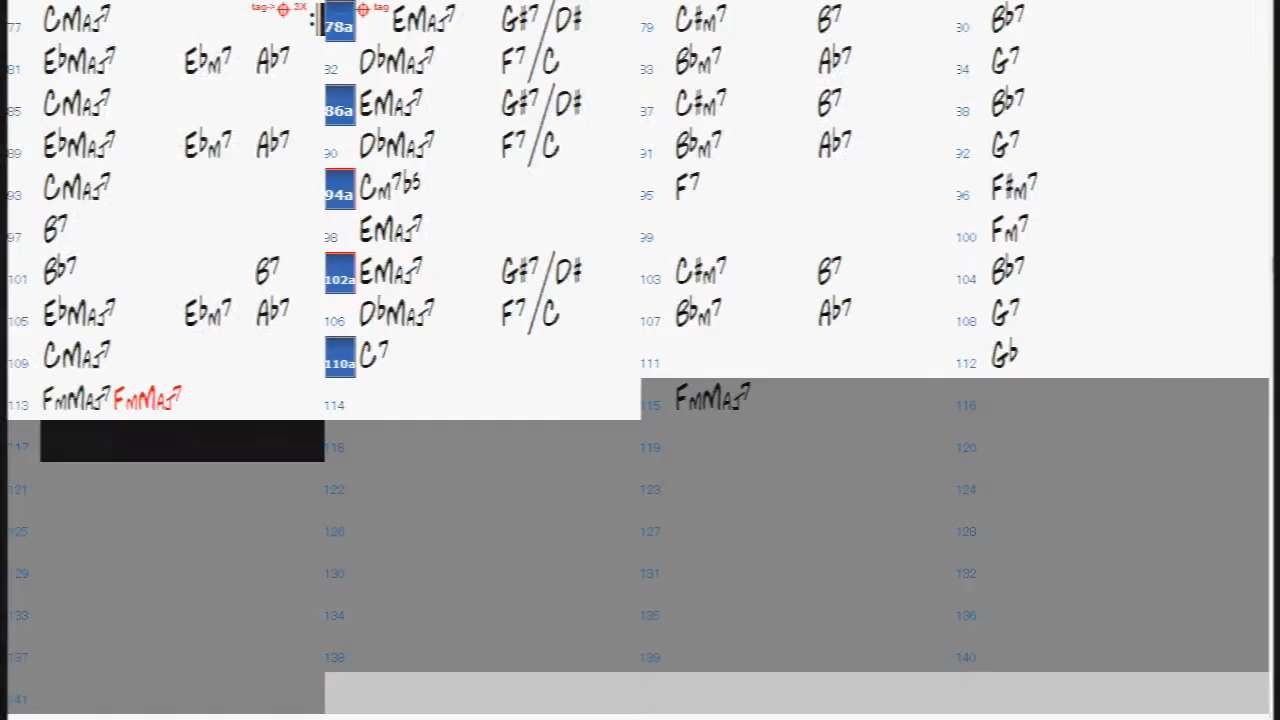 tag-> 3X tag
77 CMaj7 : 78a EMaj7 G#7/D# 79 C#m7 B7 80 Bb7
81 EbMaj7 Ebm7 Ab7 82 DbMaj7 F7/C 83 Bbm7 Ab7 84 G7
85 CMaj7 86a EMaj7 G#7/D# 87 C#m7 B7 88 Bb7
89 EbMaj7 Ebm7 Ab7 90 DbMaj7 F7/C 91 Bbm7 Ab7 92 G7
93 CMaj7 94a Cm7b5 95 F7 96 F#m7
97 B7 98 EMaj7 99 100 Fm7
101 Bb7 B7 102a EMaj7 G#7/D# 103 C#m7 B7 104 Bb7
105 EbMaj7 Ebm7 Ab7 106 DbMaj7 F7/C 107 Bbm7 Ab7 108 G7
109 CMaj7 110a C7 111 112 Gb
113 FmMaj7 FmMaj7 114 115 FmMaj7 116
117 118 119 120
121 122 123 124
125 126 127 128
129 130 131 132
133 134 135 136
137 138 139 140
141